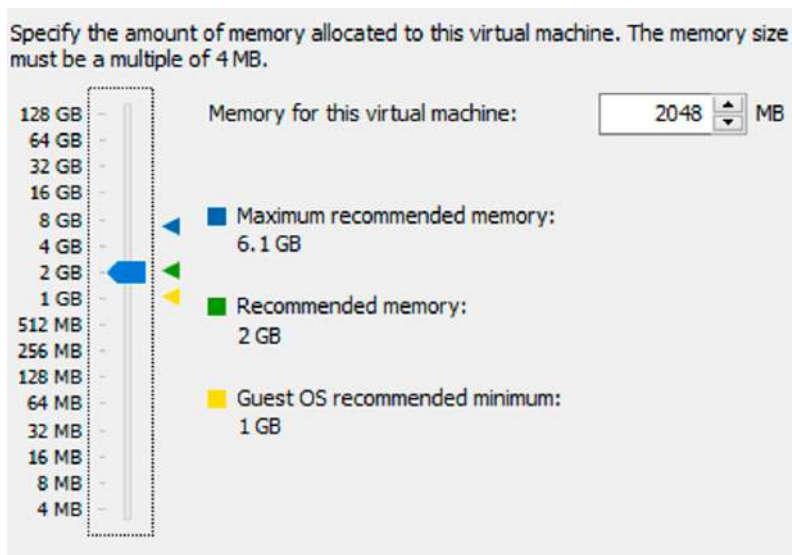 Specify the amount of memory allocated to this virtual machine. The memory size
must be a multiple of 4 MB.
Memory for this virtual machine: 2048 MB
128 GB
64 GB
32 GB
16 GB
8 GB
4 GB
2 GB
1 GB
512 MB
256 MB
128 MB
64 MB
32 MB
16 MB
8 MB
4 MB
Maximum recommended memory:
6.1 GB
Recommended memory:
2 GB
Guest OS recommended minimum:
1 GB